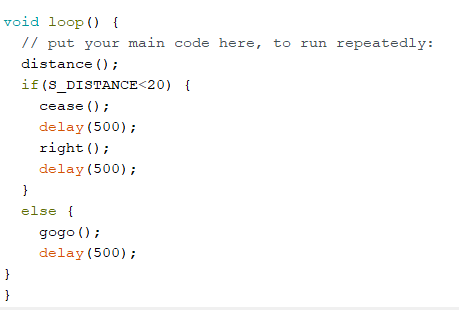 void loop() {
  // put your main code here, to run repeatedly:
  distance();
  if(S_DISTANCE<20) {
    cease();
    delay(500);
    right();
    delay(500);
  }
  else {
    gogo();
    delay(500);
}
}